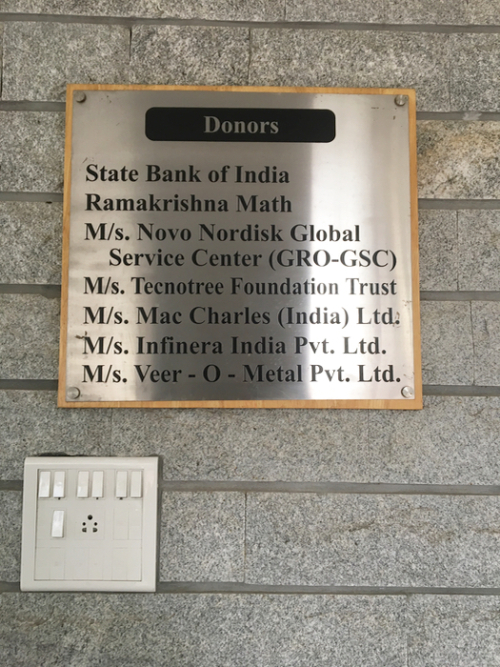 Donors
State Bank of India
Ramakrishna Math
M/s. Novo Nordisk Global
Service Center (GRO-GSC)
M/s. Tecnotree Foundation Trust
M/s. Mac Charles (India) Ltd.
M/s. Infinera India Pvt. Ltd.
M/s. Veer - O - Metal Pvt. Ltd.